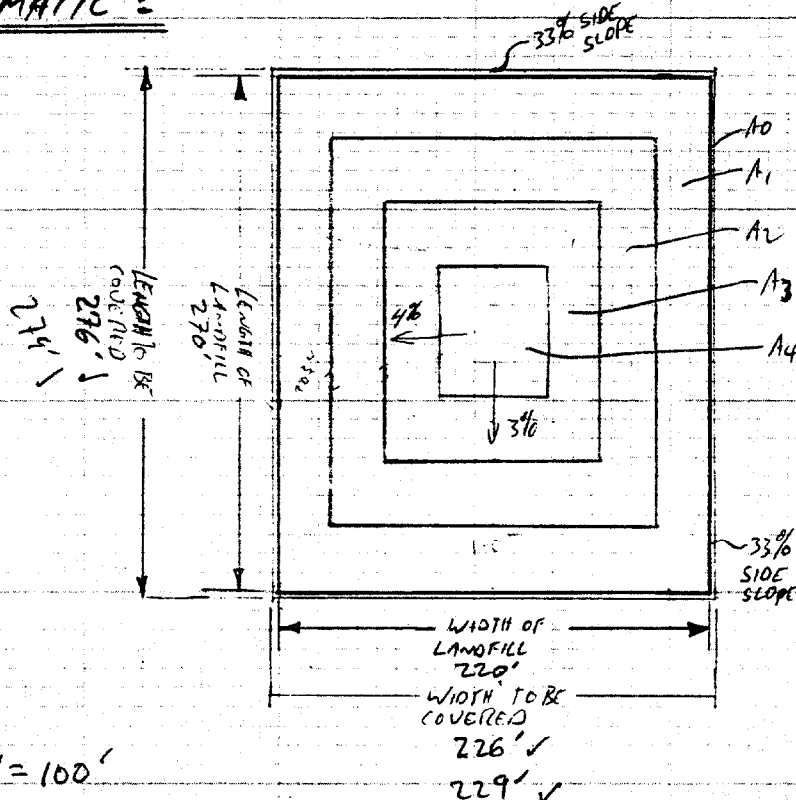 MATIC :
33% SIDE
SLOPE
A0
A1
A2
A3
A4
LENGTH TO BE
COVERED
276' ✓
LENGTH OF
LANDFILL
270'
4%
3%
33%
SIDE
SLOPE
WIDTH OF
LANDFILL
220'
WIDTH TO BE
COVERED
226' ✓
229' ✓
' = 100'